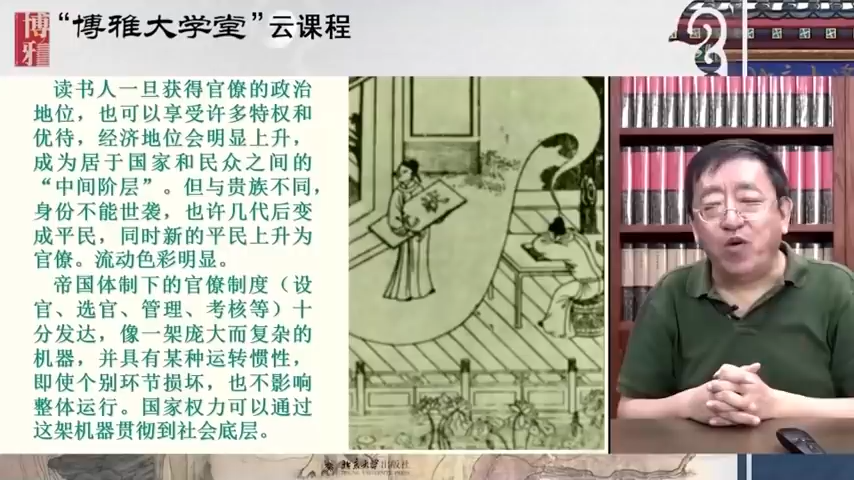 博雅
“博雅大学堂”云课程
读书人一旦获得官僚的政治
地位，也可以享受许多特权和
优待，经济地位会明显上升，
成为居于国家和民众之间的
“中间阶层”。但与贵族不同，
身份不能世袭，也许几代后变
成平民，同时新的平民上升为
官僚。流动色彩明显。
帝国体制下的官僚制度（设
官、选官、管理、考核等）十
分发达，像一架庞大而复杂的
机器，并具有某种运转惯性，
即使个别环节损坏，也不影响
整体运行。国家权力可以通过
这架机器贯彻到社会底层。
北京大学出版社